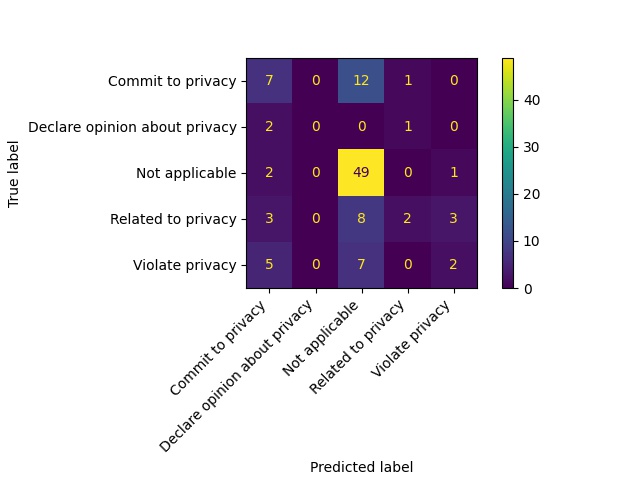 Commit to privacy 7 0 12 1 0
Declare opinion about privacy 2 0 0 1 0
Not applicable 2 0 49 0 1
Related to privacy 3 0 8 2 3
Violate privacy 5 0 7 0 2
True label
Commit to privacy
Declare opinion about privacy
Not applicable
Related to privacy
Violate privacy
Predicted label
40
30
20
10
0